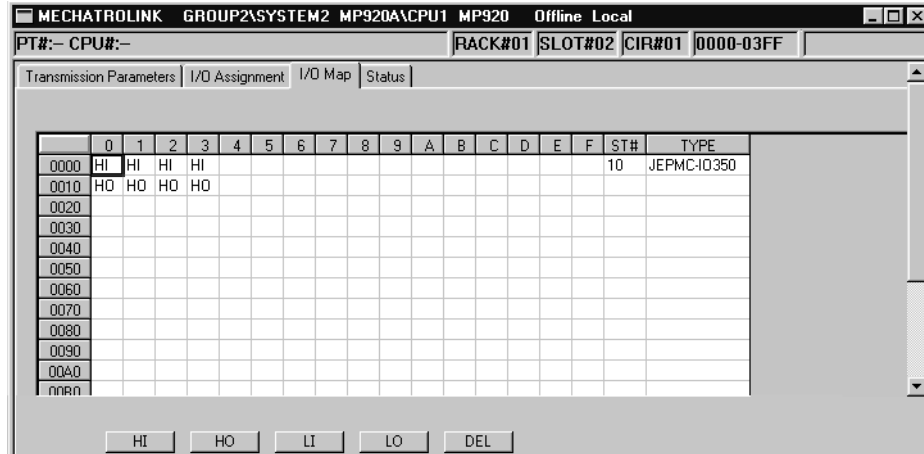 MECHATROLINK GROUP2\SYSTEM2 MP920A\CPU1 MP920 Offline Local
PT#:– CPU#:– RACK#01 SLOT#02 CIR#01 0000-03FF
Transmission Parameters I/O Assignment I/O Map Status
0 1 2 3 4 5 6 7 8 9 A B C D E F ST# TYPE
0000 HI HI HI HI 10 JEPMC-IO350
0010 HO HO HO HO
0020
0030
0040
0050
0060
0070
0080
0090
00A0
00B0
HI HO LI LO DEL